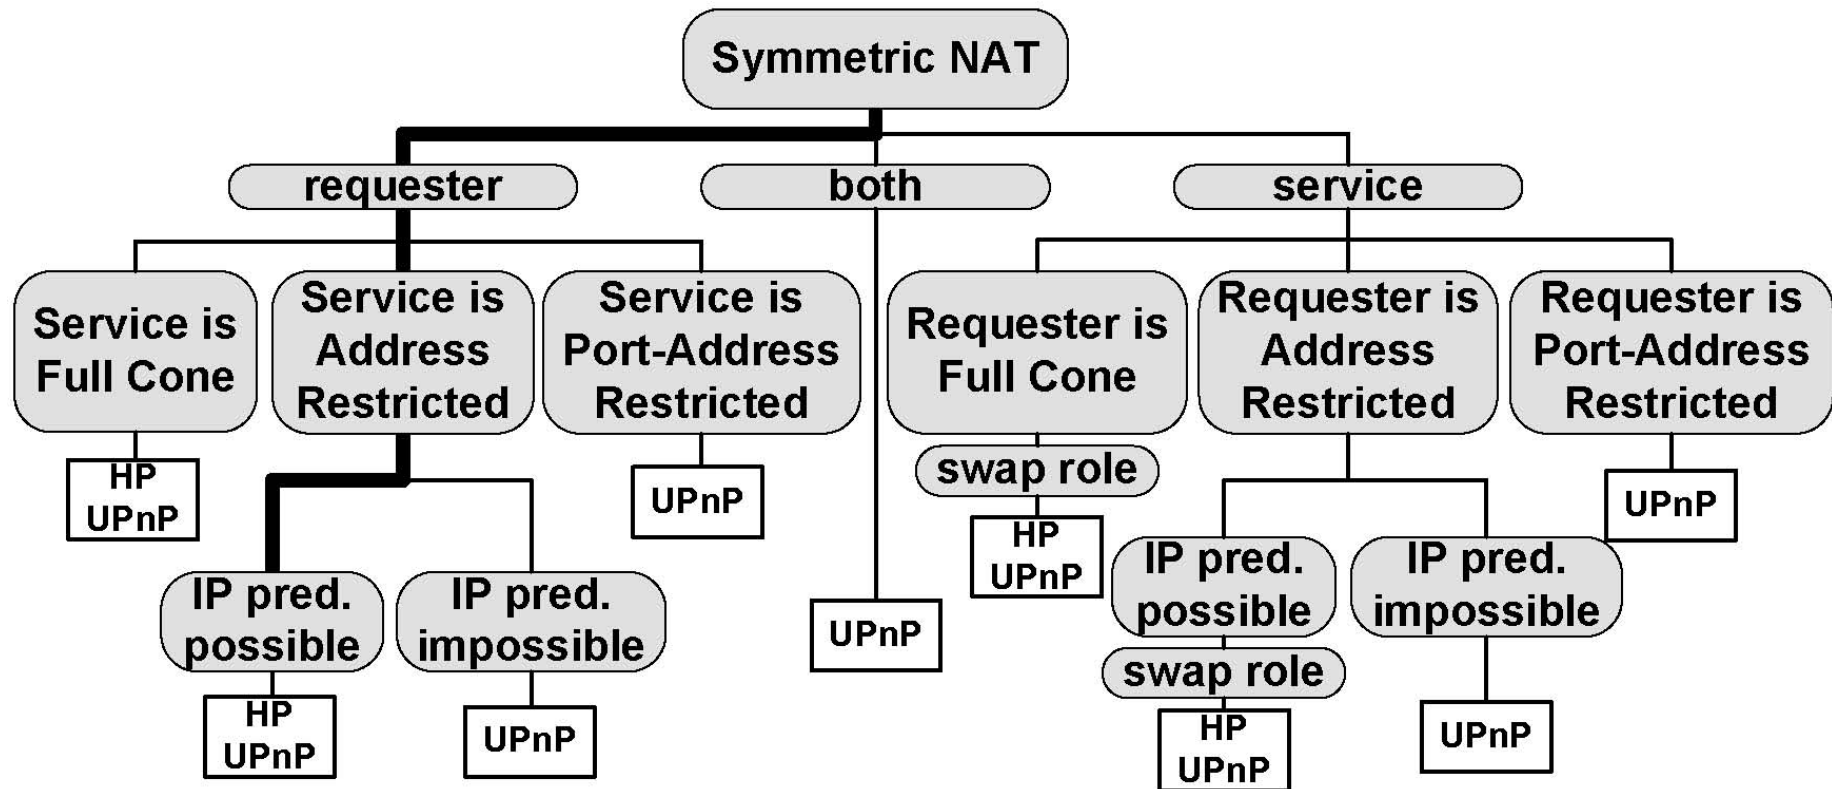 Symmetric NAT
requester
both
service
Service is
Full Cone
Service is
Address
Restricted
Service is
Port-Address
Restricted
Requester is
Full Cone
Requester is
Address
Restricted
Requester is
Port-Address
Restricted
HP
UPnP
UPnP
swap role
HP
UPnP
UPnP
IP pred.
possible
IP pred.
impossible
UPnP
IP pred.
possible
IP pred.
impossible
swap role
HP
UPnP
UPnP
HP
UPnP
UPnP